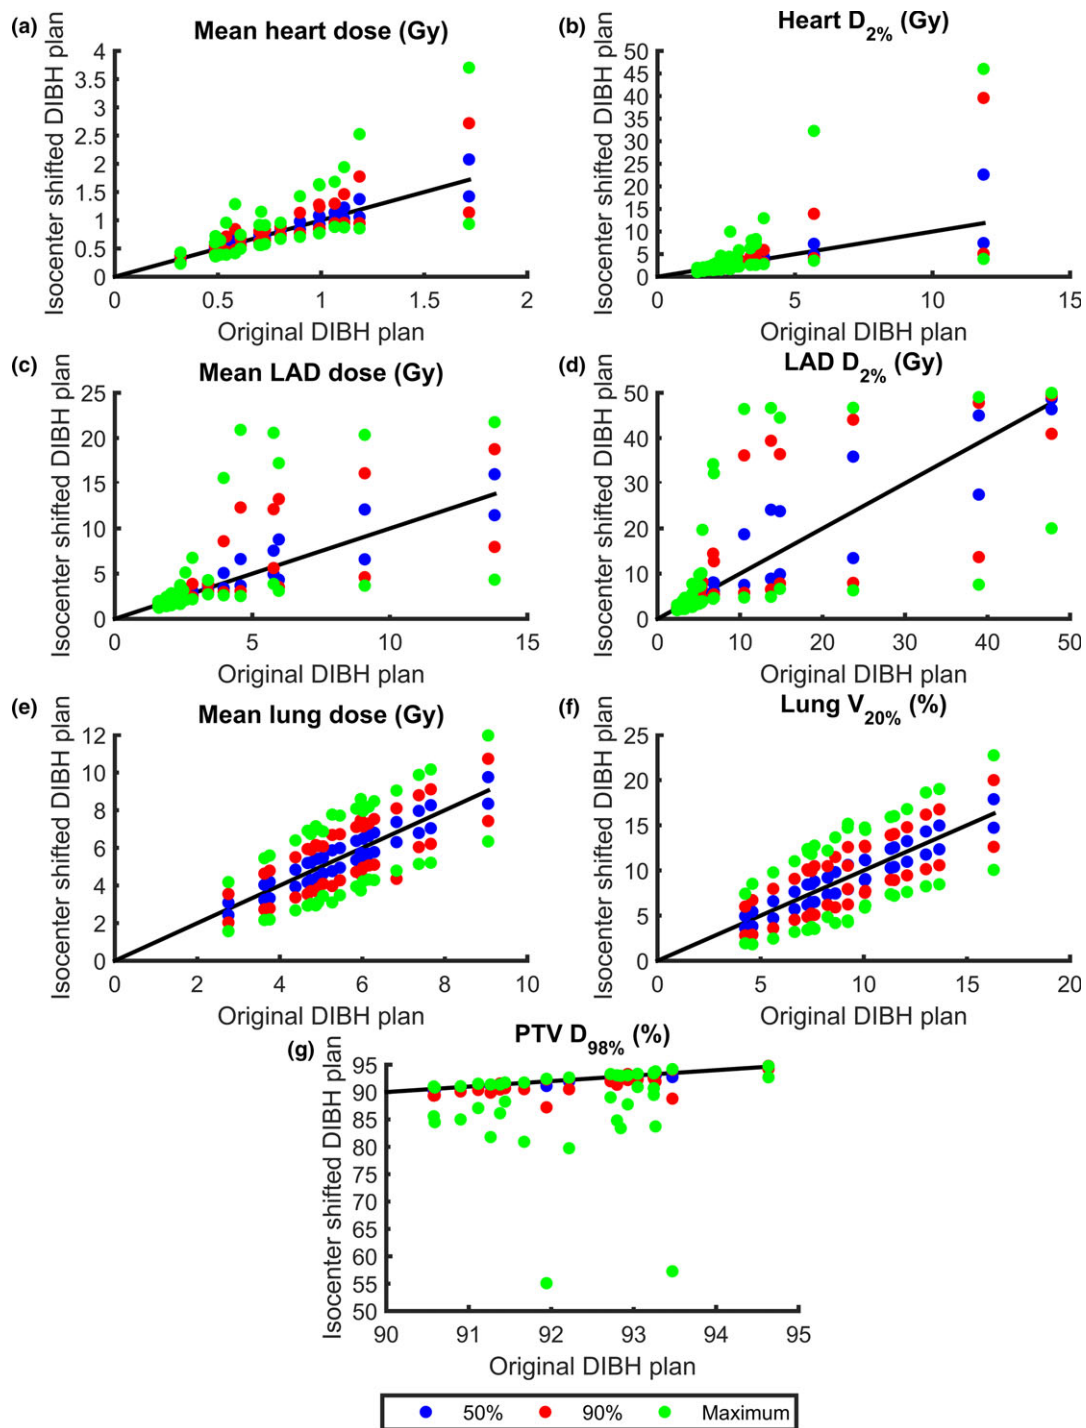 (a) Mean heart dose (Gy)
Isocenter shifted DIBH plan
4
3.5
3
2.5
2
1.5
1
0.5
0
0 0.5 1 1.5 2
Original DIBH plan
(b) Heart D2% (Gy)
Isocenter shifted DIBH plan
50
45
40
35
30
25
20
15
10
5
0
0 5 10 15
Original DIBH plan
(c) Mean LAD dose (Gy)
Isocenter shifted DIBH plan
25
20
15
10
5
0
0 5 10 15
Original DIBH plan
(d) LAD D2% (Gy)
Isocenter shifted DIBH plan
50
40
30
20
10
0
0 10 20 30 40 50
Original DIBH plan
(e) Mean lung dose (Gy)
Isocenter shifted DIBH plan
12
10
8
6
4
2
0
0 2 4 6 8 10
Original DIBH plan
(f) Lung V20% (%)
Isocenter shifted DIBH plan
25
20
15
10
5
0
0 5 10 15 20
Original DIBH plan
(g) PTV D98% (%)
Isocenter shifted DIBH plan
95
90
85
80
75
70
65
60
55
50
90 91 92 93 94 95
Original DIBH plan
50% 90% Maximum